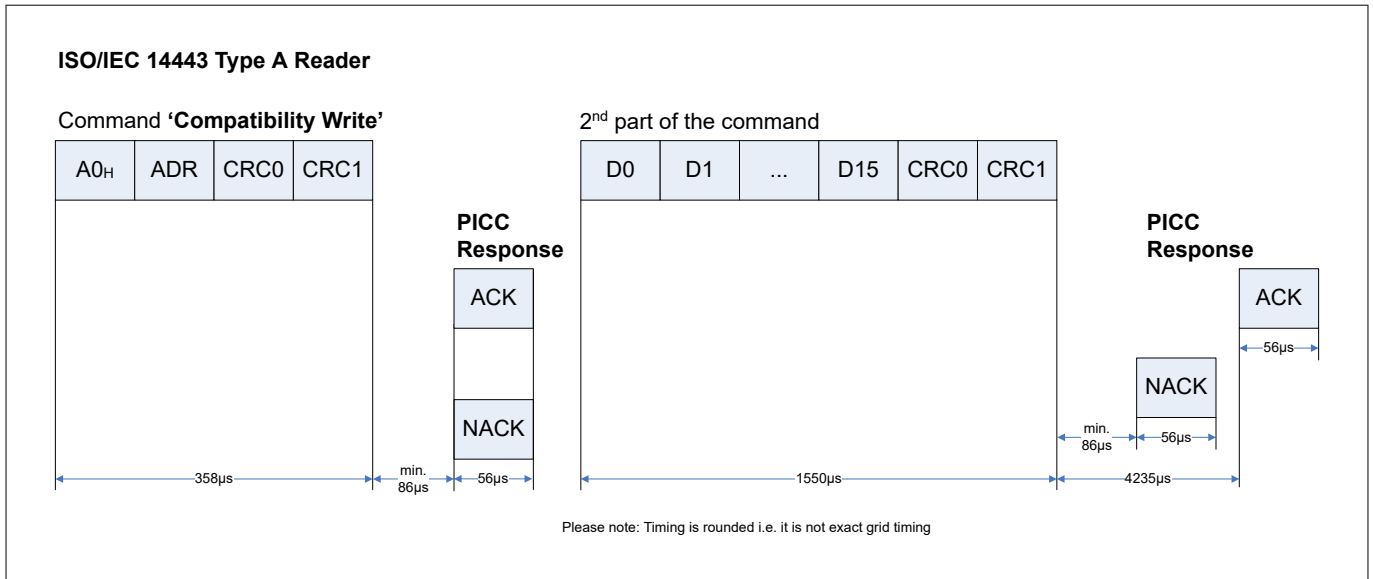 ISO/IEC 14443 Type A Reader
Command ‘Compatibility Write’
2nd part of the command
A0H ADR CRC0 CRC1
D0 D1 ... D15 CRC0 CRC1
PICC
Response
PICC
Response
ACK
ACK
56µs
NACK
NACK
min.
86µs
56µs
358µs
min.
86µs
56µs
1550µs
4235µs
Please note: Timing is rounded i.e. it is not exact grid timing